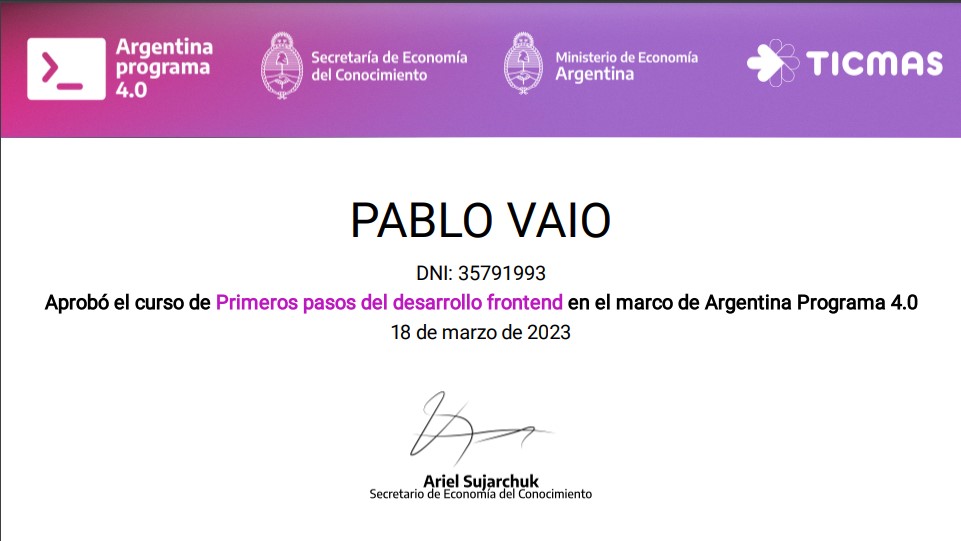 Argentina
programa
4.0
Secretaría de Economía
del Conocimiento
Ministerio de Economía
Argentina
TICMAS
PABLO VAIO
DNI: 35791993
Aprobó el curso de Primeros pasos del desarrollo frontend en el marco de Argentina Programa 4.0
18 de marzo de 2023
Ariel Sujarchuk
Secretario de Economía del Conocimiento